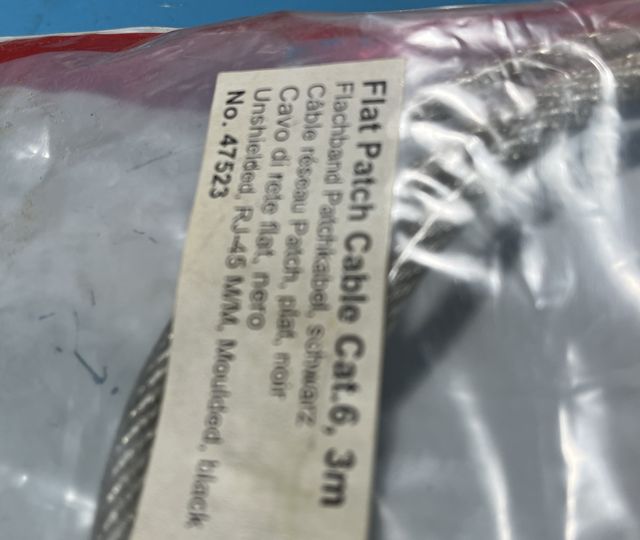 Flat Patch Cable Cat.6, 3m
Flachband Patchkabel, schwarz
Câble réseau Patch, plat, noir
Cavo di rete flat, nero
Unshielded, RJ-45 M/M, Moulded, black
No. 47523